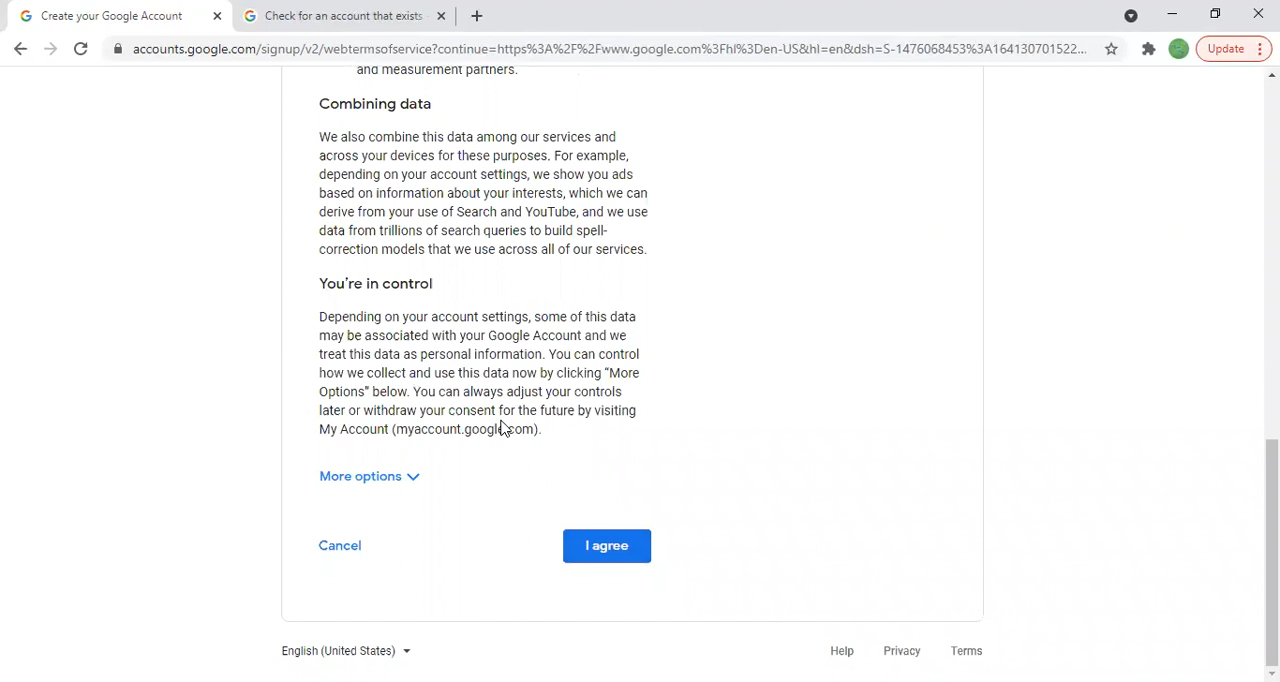 Create your Google Account
Check for an account that exists
accounts.google.com/signup/v2/webtermsofservice?continue=https%3A%2F%2Fwww.google.com%3Fhl%3Den-US&hl=en&dsh=S-1476068453%3A164130701522...
Update
and measurement partners.
Combining data
We also combine this data among our services and
across your devices for these purposes. For example,
depending on your account settings, we show you ads
based on information about your interests, which we can
derive from your use of Search and YouTube, and we use
data from trillions of search queries to build spell-
correction models that we use across all of our services.
You're in control
Depending on your account settings, some of this data
may be associated with your Google Account and we
treat this data as personal information. You can control
how we collect and use this data now by clicking “More
Options” below. You can always adjust your controls
later or withdraw your consent for the future by visiting
My Account (myaccount.google.com).
More options
Cancel
I agree
English (United States)
Help
Privacy
Terms